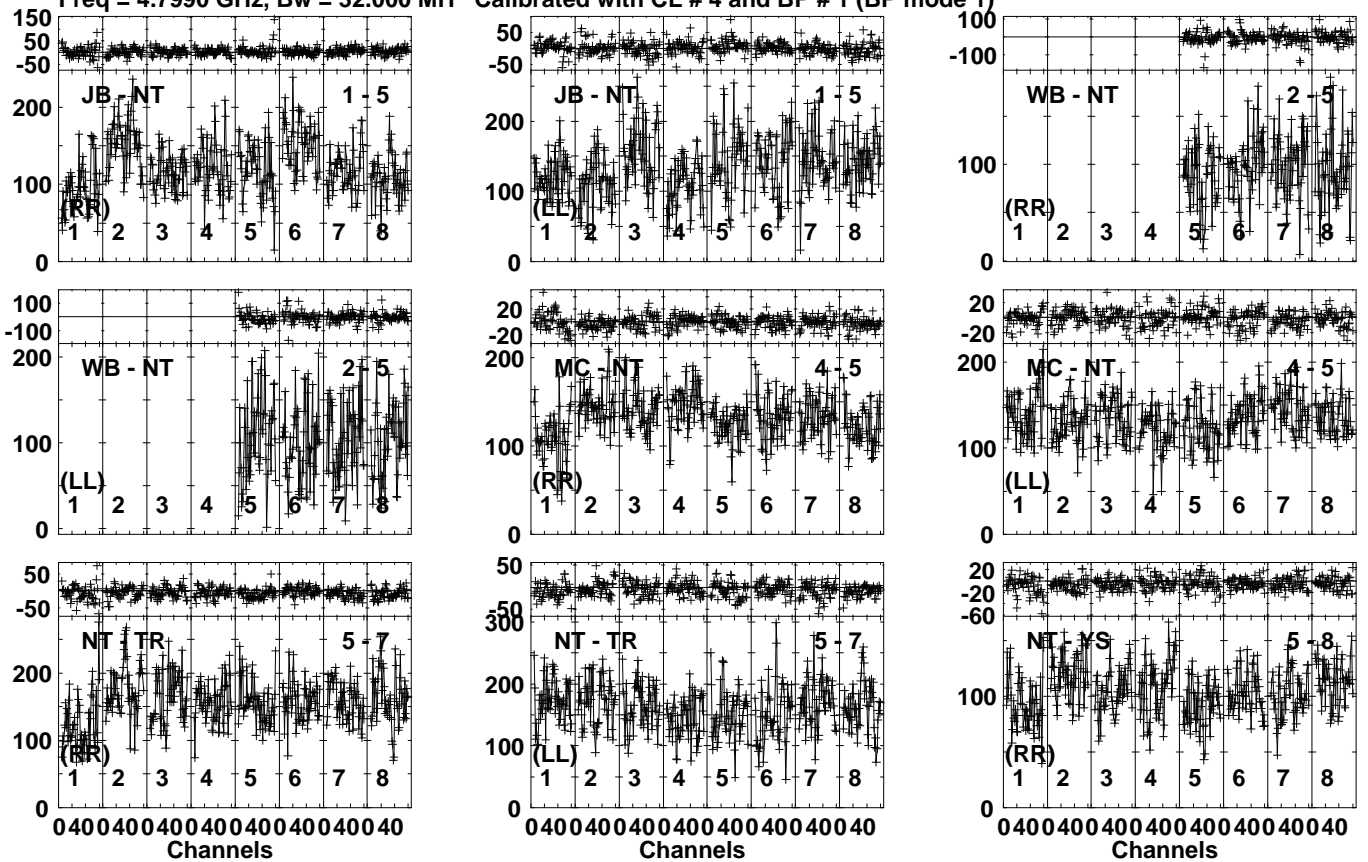 Freq = 4.7990 GHz, Bw = 32.000 MH Calibrated with CL # 4 and BP # 1 (BP mode 1)
150 50 -50
50 -50
100 -100
JB - NT 1 - 5
JB - NT 1 - 5
WB - NT 2 - 5
200 100 0
200 100 0
100 0
(RR)
(LL)
(RR)
1 2 3 4 5 6 7 8
1 2 3 4 5 6 7 8
1 2 3 4 5 6 7 8
100 -100
20 -20
20 -20
WB - NT 2 - 5
MC - NT 4 - 5
MC - NT 4 - 5
200 100 0
200 100 0
200 100 0
(LL)
(RR)
(LL)
1 2 3 4 5 6 7 8
1 2 3 4 5 6 7 8
1 2 3 4 5 6 7 8
50 -50
50 -50
20 -20 -60
NT - TR 5 - 7
NT - TR 5 - 7
NT - YS 5 - 8
200 100 0
300 200 100 0
100 0
(RR)
(LL)
(RR)
1 2 3 4 5 6 7 8
1 2 3 4 5 6 7 8
1 2 3 4 5 6 7 8
0 40 0 40 0 40 0 40 0 40 0 40 0 40 0 40
0 40 0 40 0 40 0 40 0 40 0 40 0 40 0 40
0 40 0 40 0 40 0 40 0 40 0 40 0 40 0 40
Channels
Channels
Channels